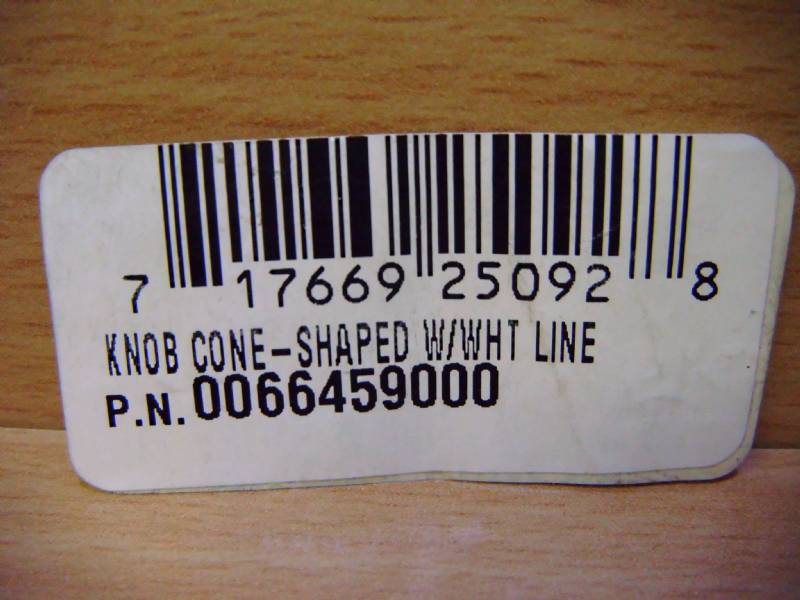 7 17669 25092 8
KNOB CONE-SHAPED W/WHT LINE
P.N. 0066459000